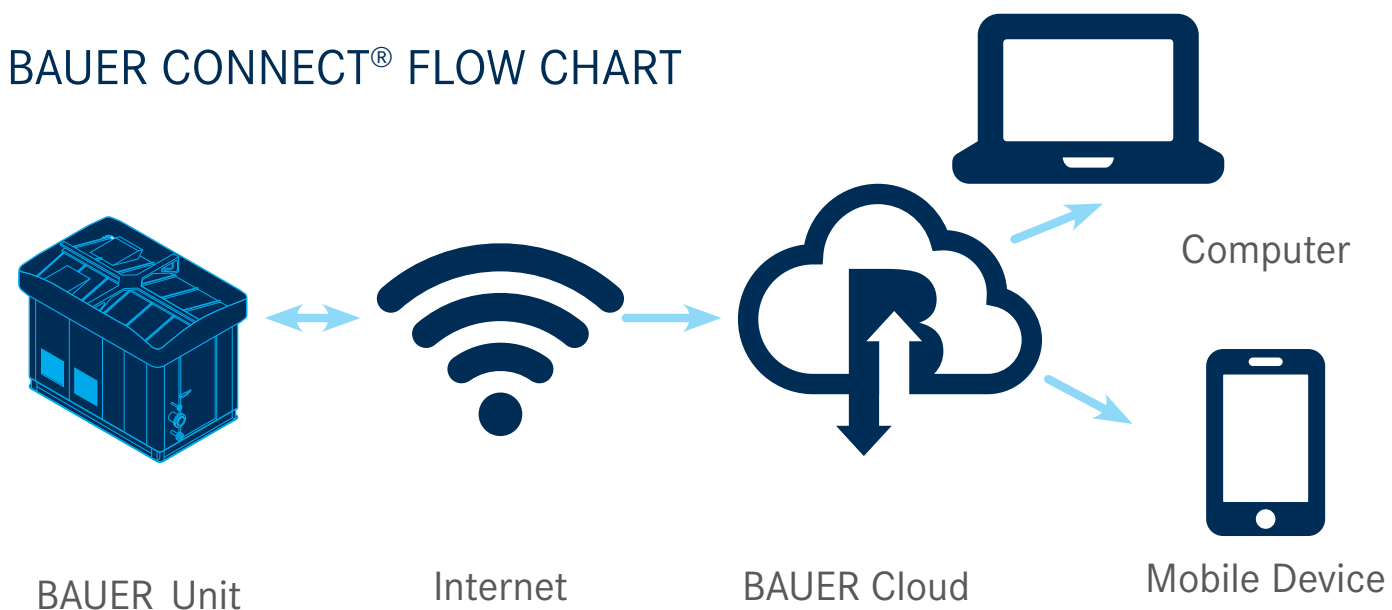 BAUER CONNECT® FLOW CHART
Computer
BAUER Unit
Internet
BAUER Cloud
Mobile Device
B